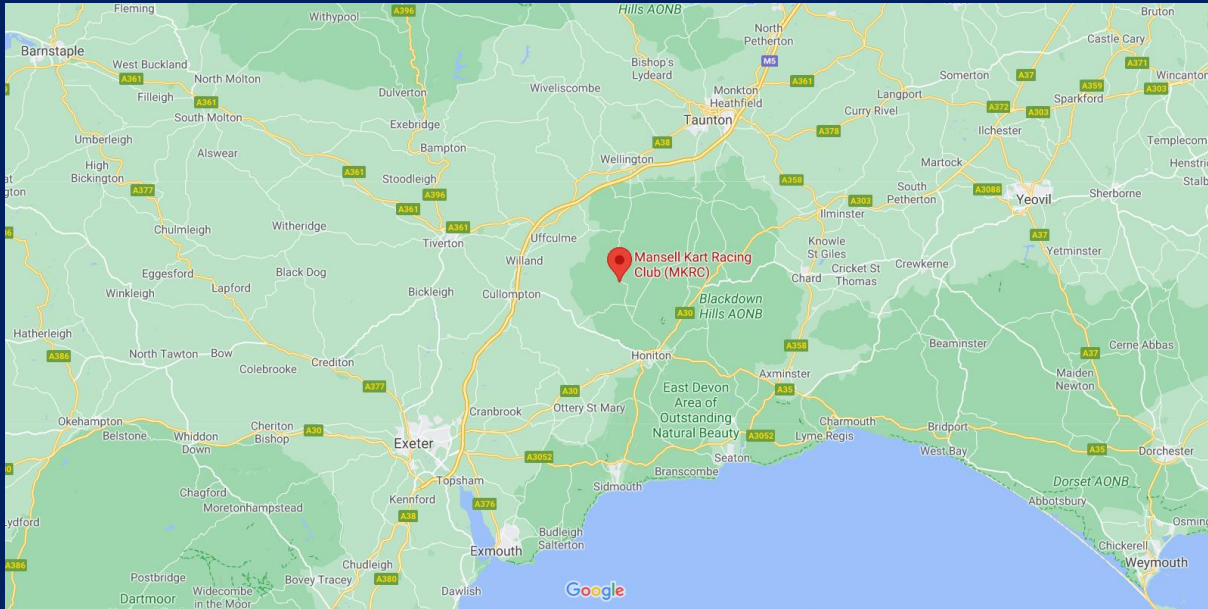 Fleming
Withypool
A396
Hills AONB
Bruton
Barnstaple
North
Petherton
Castle Cary
West Buckland
A361
North Molton
Bishop's
Lydeard
M5
A361
Somerton
A37
A371
Wincanton
Filleigh
A361
Dulverton
Wiveliscombe
Monkton
Heathfield
Langport
A359
A303
South Molton
Curry Rivel
A372
A303
Sparkford
Umberleigh
Exebridge
Taunton
A378
Ilchester
Alswear
Bampton
A38
Templecom
High
Bickington
Wellington
Martock
Henstri
A377
A361
Stoodleigh
A358
South
Petherton
A3088
Stalb
A396
A303
Yeovil
Sherborne
A361
Ilminster
Chulmleigh
Witheridge
A361
Tiverton
Uffculme
A37
Knowle
St Giles
Yetminster
Willand
Mansell Kart Racing
Club (MKRC)
Crewkerne
Eggesford
Black Dog
Chard
Cricket St
Thomas
Winkleigh
Lapford
Bickleigh
Cullompton
Blackdown
Hills AONB
A30
Hatherleigh
A386
North Tawton
Bow
A358
Beaminster
Cerne Abbas
Colebrooke
Crediton
Honiton
A37
A377
Axminster
Maiden
Newton
A30
East Devon
Area of
Outstanding
Natural Beauty
A35
Cranbrook
Ottery St Mary
Okehampton
Cheriton
Bishop
A30
Charmouth
Bridport
Belstone
Whiddon
Down
Exeter
A3052
Lyme Regis
West Bay
A35
Dorchester
A3052
Seaton
Branscombe
Topsham
Sidmouth
Dorset AONB
Chagford
Kennford
A376
Abbotsbury
Moretonhampstead
A38
Lydford
Budleigh
Salterton
Osming
Exmouth
Chickerell
A386
Chudleigh
Weymouth
Postbridge
Bovey Tracey
A380
Dartmoor
Widecombe
in the Moor
Dawlish
Google